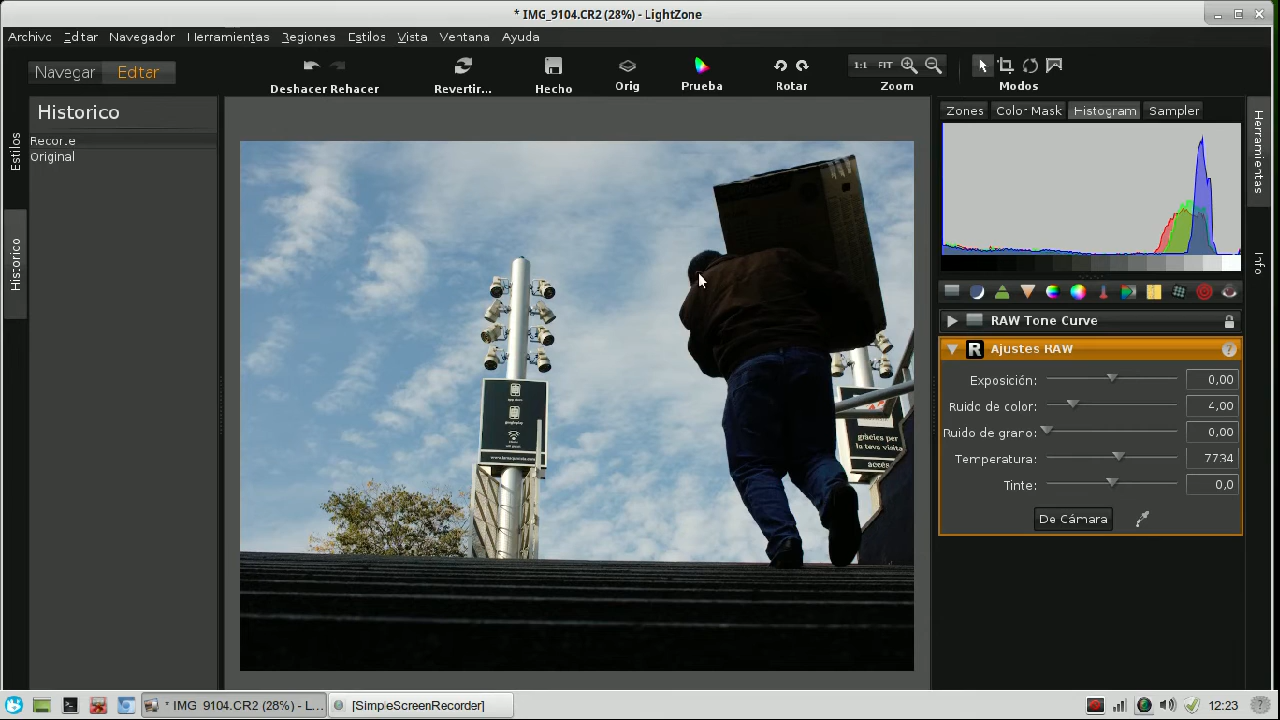 * IMG_9104.CR2 (28%) - LightZone
Archivo Editar Navegador Herramientas Regiones Estilos Vista Ventana Ayuda
Navegar Editar
Deshacer Rehacer Revertir... Hecho Orig Prueba Rotar Zoom Modos
1:1 FIT
Historico
Recorte
Original
Estilos
Historico
Zones Color Mask Histogram Sampler
Herramientas
Info
RAW Tone Curve
R Ajustes RAW ?
Exposición: 0,00
Ruido de color: 4,00
Ruido de grano: 0,00
Temperatura: 7734
Tinte: 0,0
De Cámara
gràcies per
la teva visita
accés
* IMG_9104.CR2 (28%) - L... [SimpleScreenRecorder] 12:23 ?